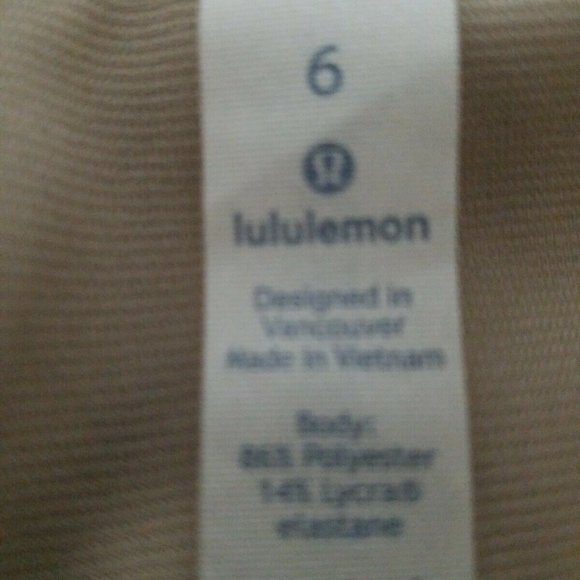 6
lululemon
Designed in
Vancouver
Made in Vietnam
Body:
86% Polyester
14% Lycra®
elastane